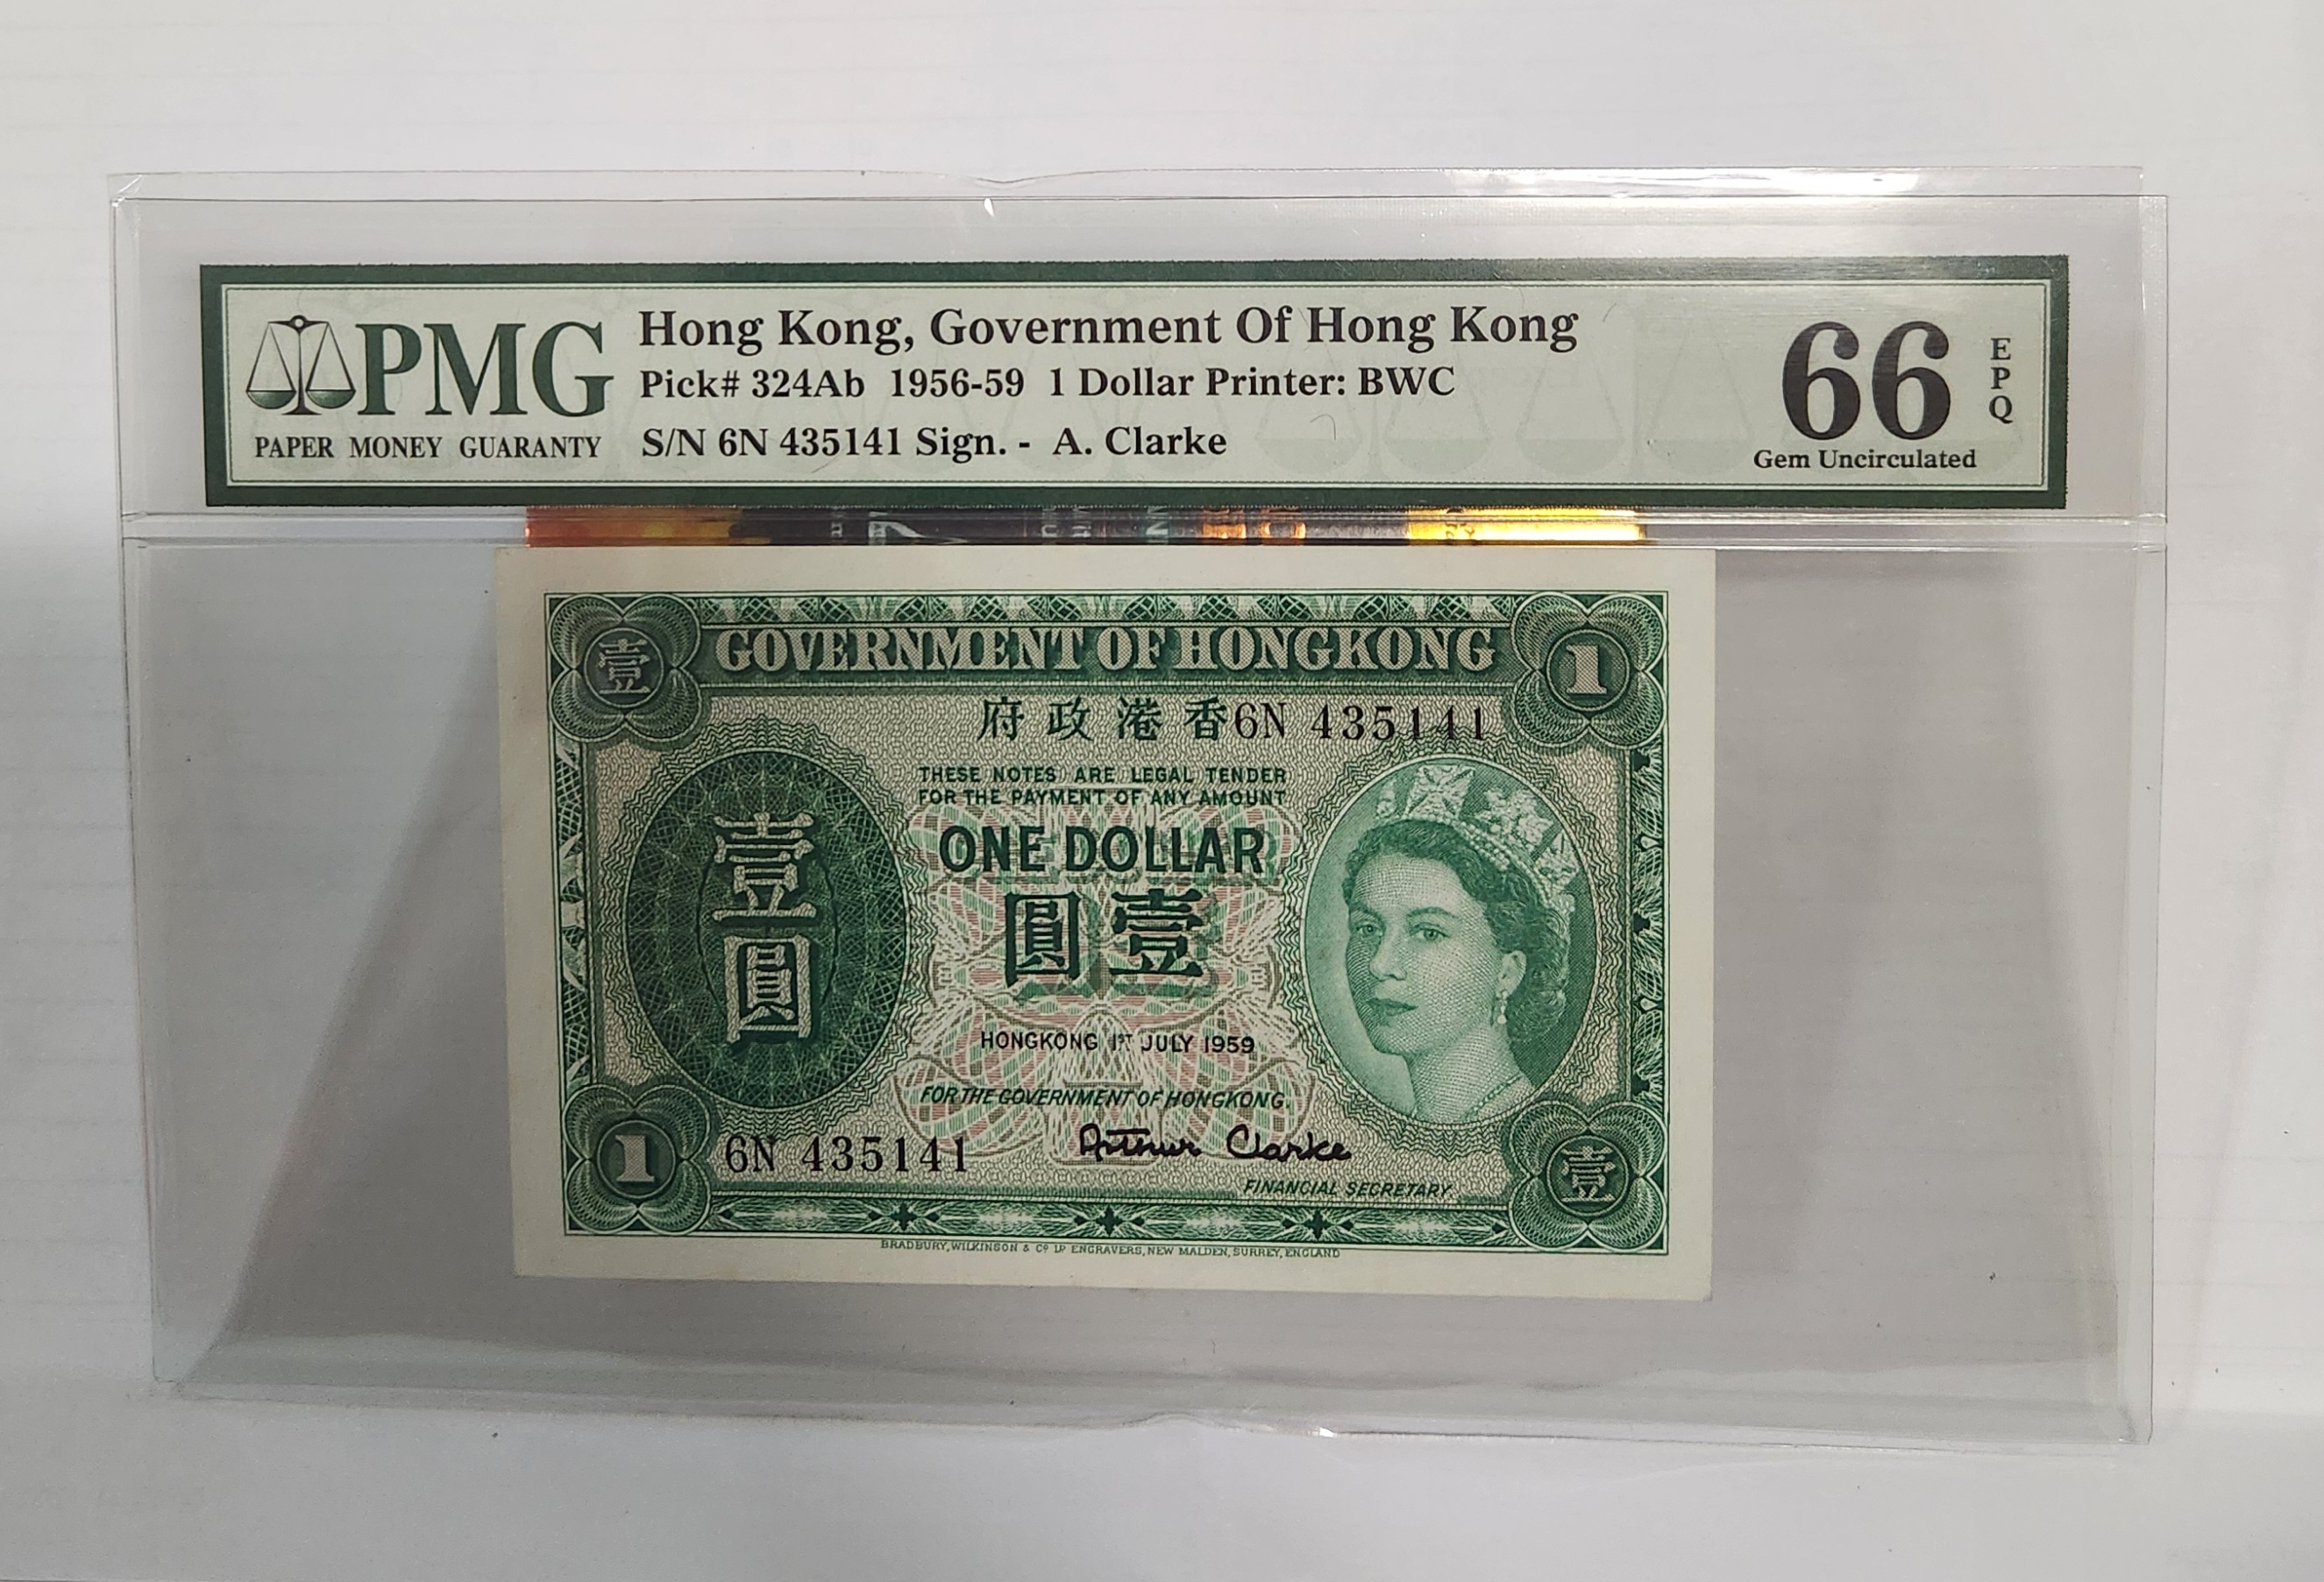 PMG
PAPER MONEY GUARANTY
Hong Kong, Government Of Hong Kong
Pick# 324Ab 1956-59 1 Dollar Printer: BWC
S/N 6N 435141 Sign. - A. Clarke
66
EPQ
Gem Uncirculated
壹
GOVERNMENT OF HONGKONG
1
府政港香
6N 435141
THESE NOTES ARE LEGAL TENDER
FOR THE PAYMENT OF ANY AMOUNT
壹圓
ONE DOLLAR
圓壹
HONGKONG 1ST JULY 1959
FOR THE GOVERNMENT OF HONGKONG.
1
6N 435141
Arthur Clarke
FINANCIAL SECRETARY
壹
BRADBURY, WILKINSON & Co LD ENGRAVERS, NEW MALDEN, SURREY, ENGLAND